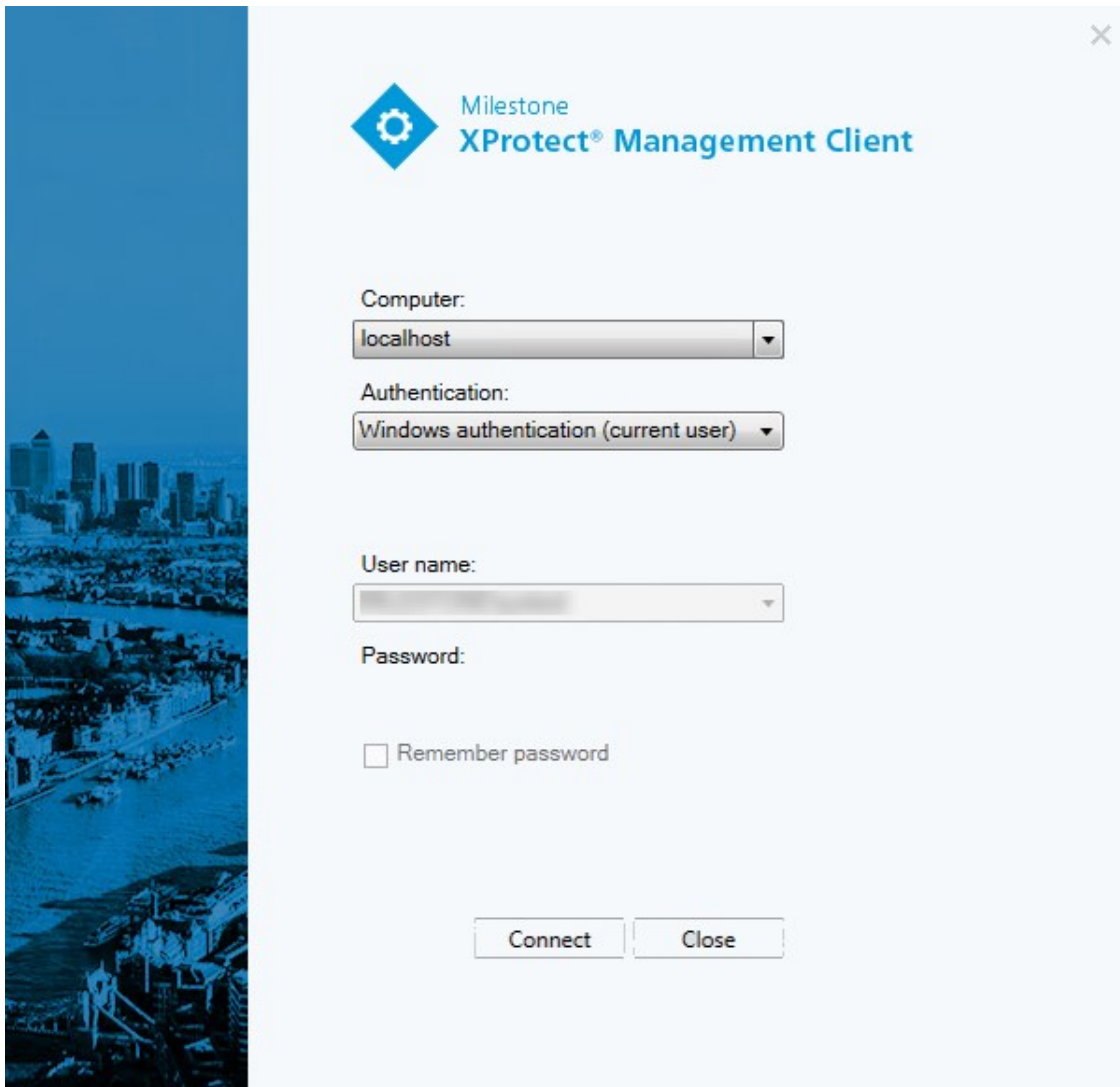 Milestone
XProtect® Management Client
Computer:
localhost
Authentication:
Windows authentication (current user)
User name:
Password:
Remember password
Connect
Close